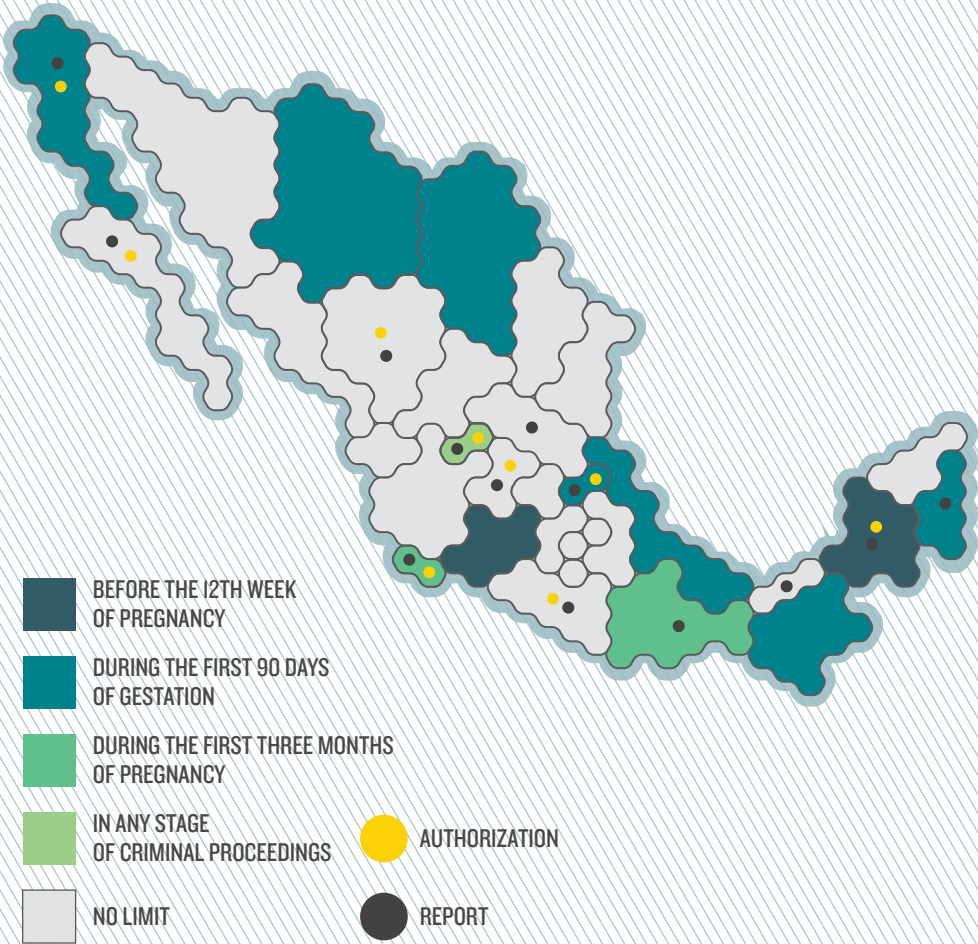 BEFORE THE 12TH WEEK
OF PREGNANCY
DURING THE FIRST 90 DAYS
OF GESTATION
DURING THE FIRST THREE MONTHS
OF PREGNANCY
IN ANY STAGE
OF CRIMINAL PROCEEDINGS
NO LIMIT
AUTHORIZATION
REPORT